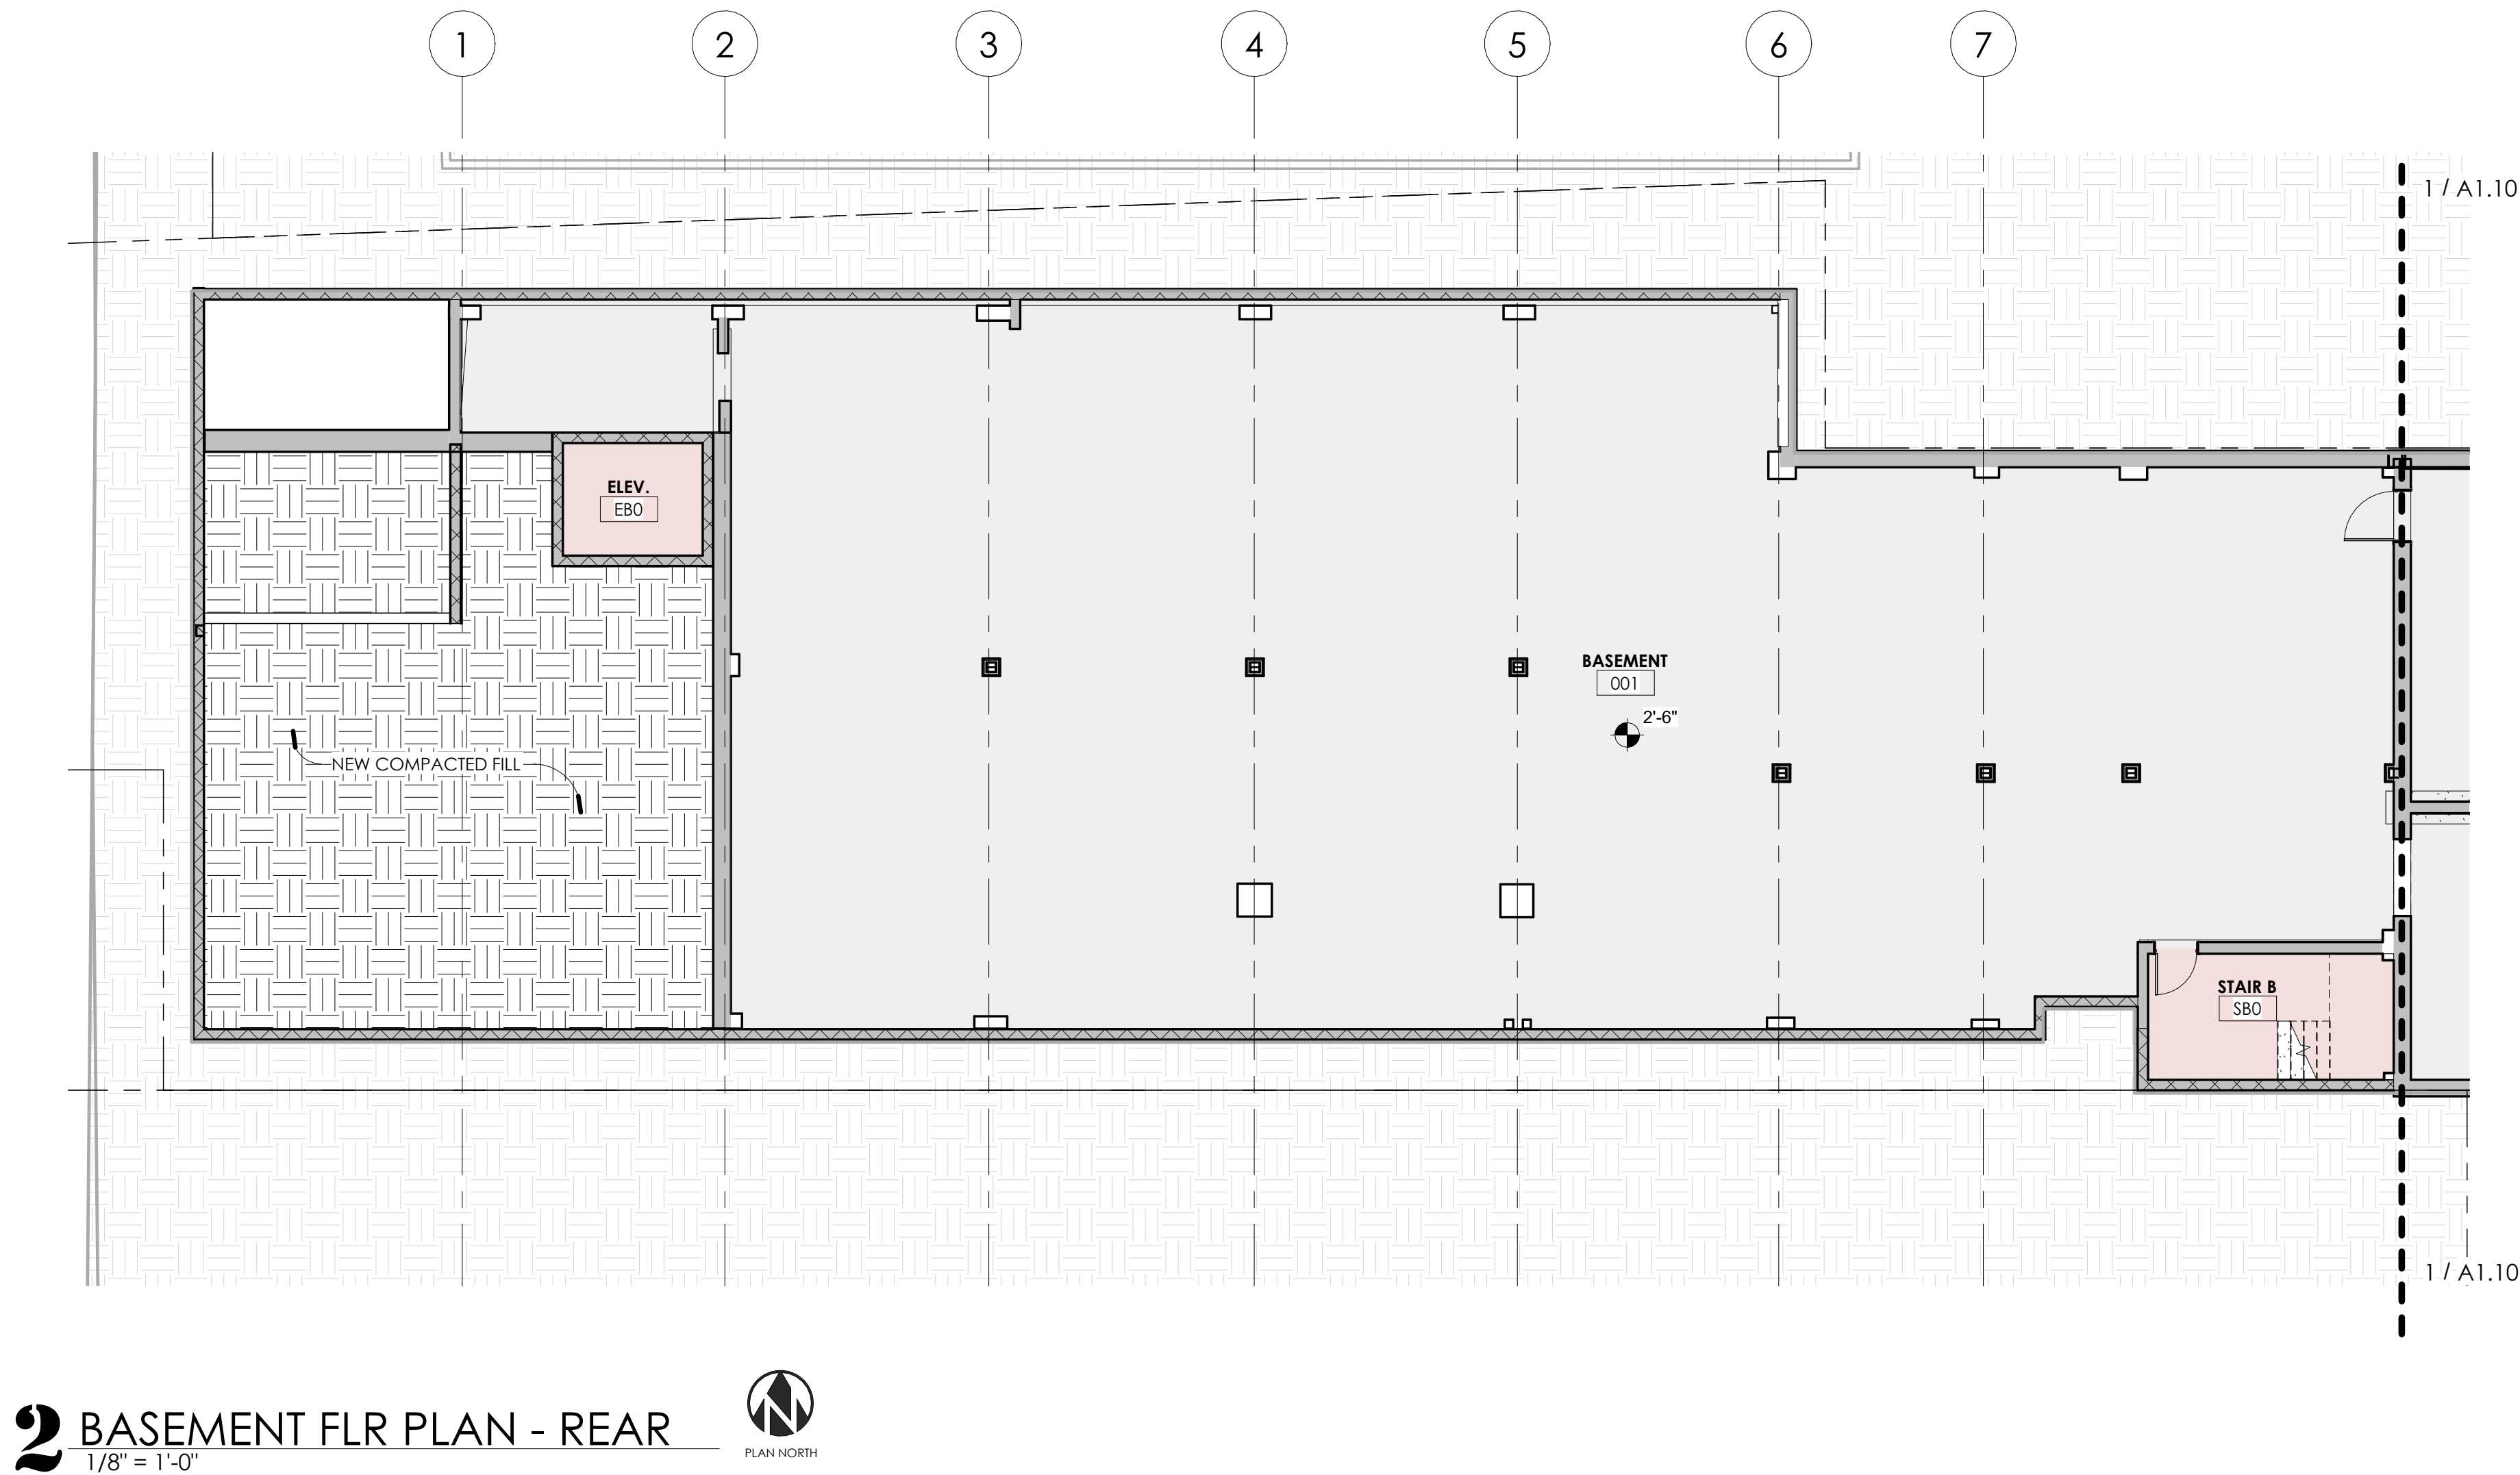 1 2 3 4 5 6 7
1 / A1.10
ELEV.
EB0
BASEMENT
001
2'-6"
NEW COMPACTED FILL
STAIR B
SB0
1 / A1.10
2 BASEMENT FLR PLAN - REAR
1/8" = 1'-0"
N
PLAN NORTH